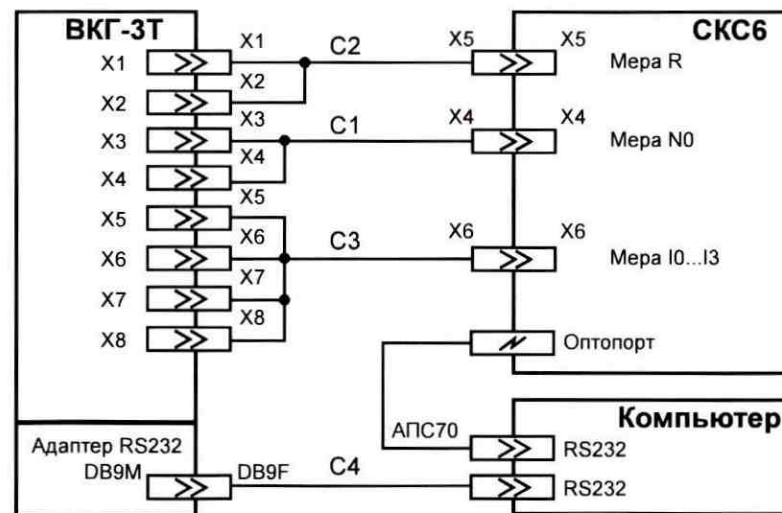 ВКГ-3Т
СКС6
X1 X1 C2 X5 X5 Мера R
X2 X2
X3 X3 C1 X4 X4 Мера N0
X4 X4
X5 X5
X6 X6 C3 X6 X6 Мера I0...I3
X7 X7
X8 X8
Оптопорт
Компьютер
Адаптер RS232
АПС70 RS232
DB9M DB9F C4 RS232